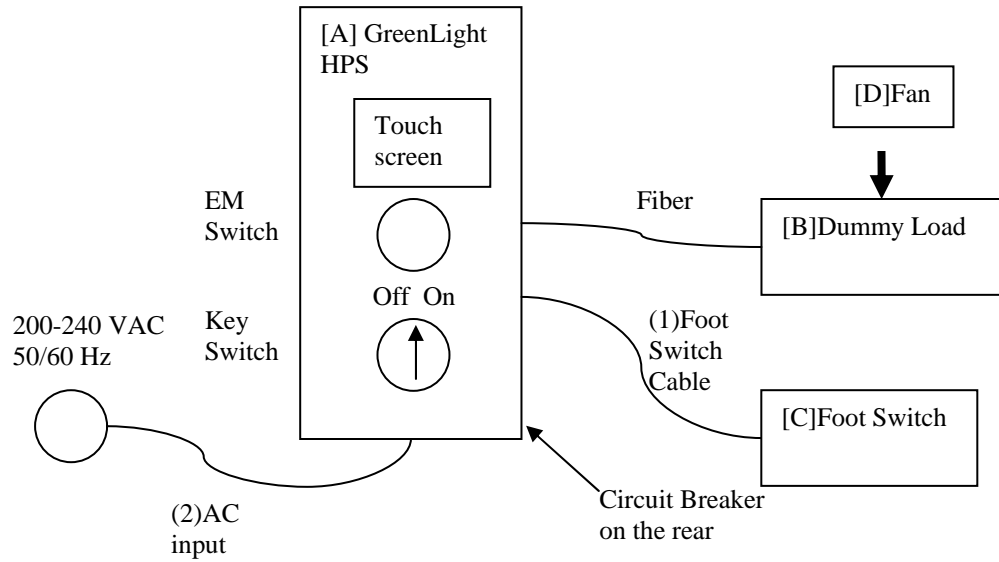 [A] GreenLight
HPS
Touch
screen
[D]Fan
EM
Switch
Fiber
[B]Dummy Load
Off On
Key
Switch
200-240 VAC
50/60 Hz
(1)Foot
Switch
Cable
[C]Foot Switch
Circuit Breaker
on the rear
(2)AC
input